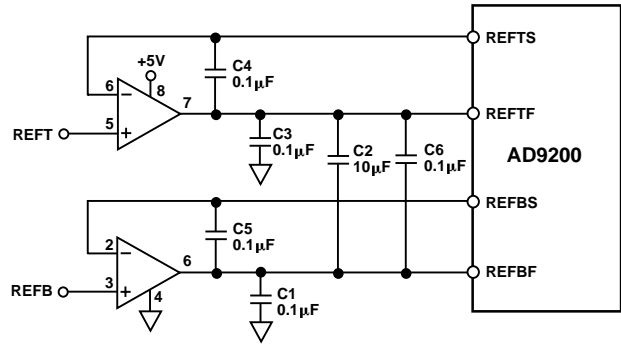 REFTS
+5V
C4
0.1µF
6
8
7
REFTF
REFT
5
C3
0.1µF
C2
10µF
C6
0.1µF
AD9200
REFBS
C5
0.1µF
2
6
REFBF
REFB
3
4
C1
0.1µF